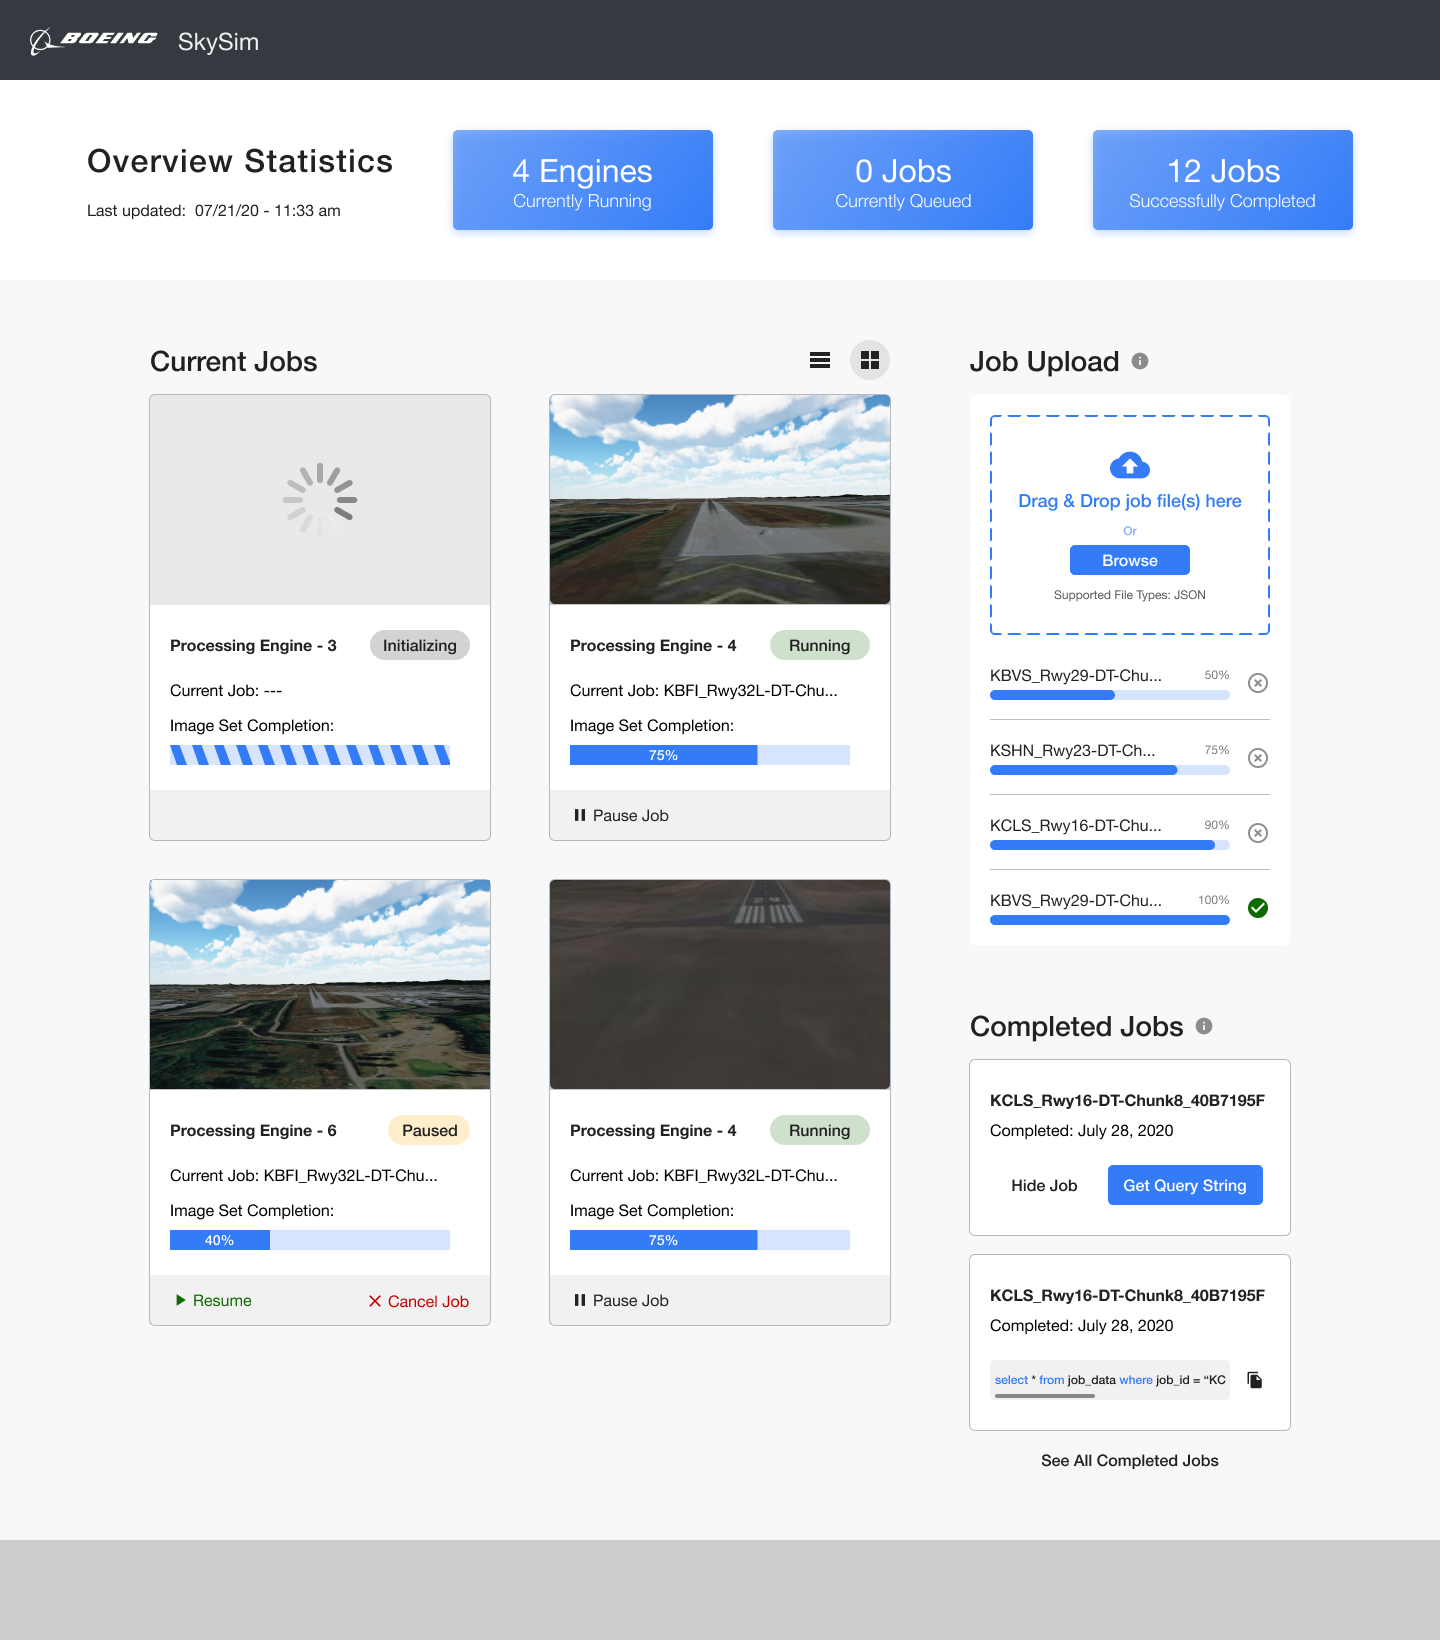 BOEING SkySim
Overview Statistics
Last updated: 07/21/20 - 11:33 am
4 Engines
Currently Running
0 Jobs
Currently Queued
12 Jobs
Successfully Completed
Current Jobs
Processing Engine - 3
Initializing
Current Job: ---
Image Set Completion:
Processing Engine - 4
Running
Current Job: KBFI_Rwy32L-DT-Chu...
Image Set Completion:
75%
Pause Job
Processing Engine - 6
Paused
Current Job: KBFI_Rwy32L-DT-Chu...
Image Set Completion:
40%
Resume
Cancel Job
Processing Engine - 4
Running
Current Job: KBFI_Rwy32L-DT-Chu...
Image Set Completion:
75%
Pause Job
Job Upload
Drag & Drop job file(s) here
Or
Browse
Supported File Types: JSON
KBVS_Rwy29-DT-Chu... 50%
KSHN_Rwy23-DT-Ch... 75%
KCLS_Rwy16-DT-Chu... 90%
KBVS_Rwy29-DT-Chu... 100%
Completed Jobs
KCLS_Rwy16-DT-Chunk8_40B7195F
Completed: July 28, 2020
Hide Job
Get Query String
KCLS_Rwy16-DT-Chunk8_40B7195F
Completed: July 28, 2020
select * from job_data where job_id = “KC
See All Completed Jobs